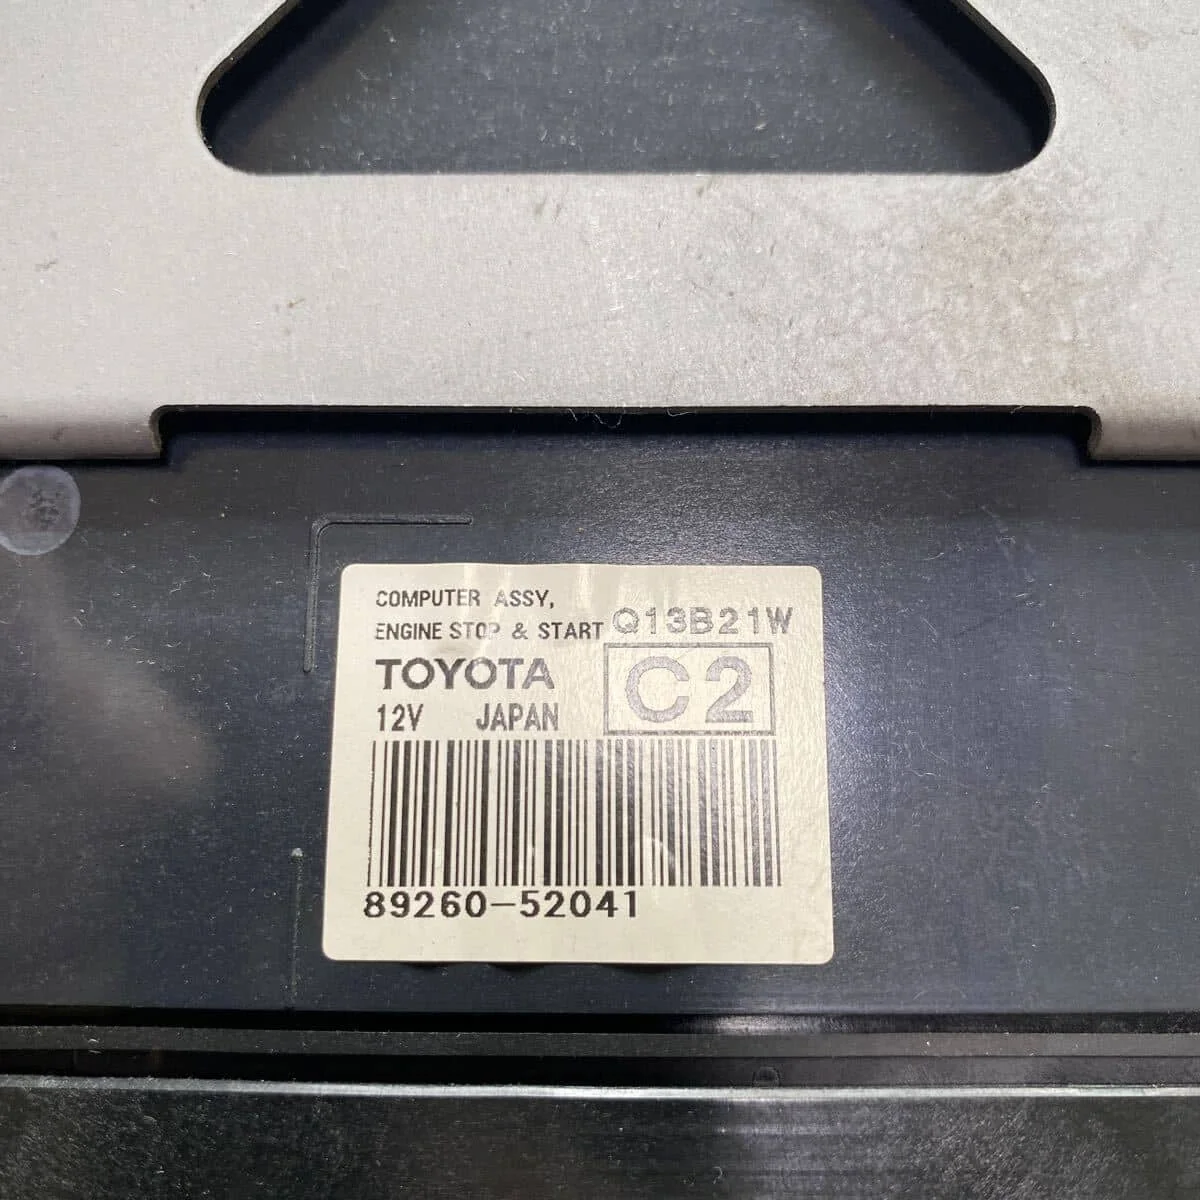 COMPUTER ASSY,
ENGINE STOP & START Q13B21W
TOYOTA C2
12V JAPAN
89260-52041